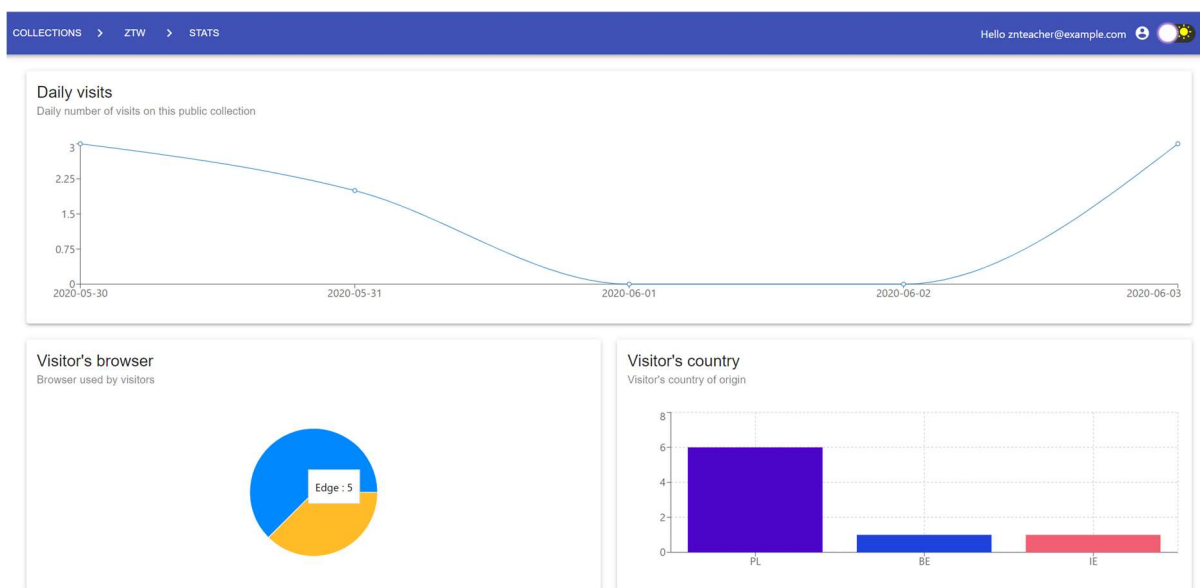 COLLECTIONS > ZTW > STATS
Hello znteacher@example.com
Daily visits
Daily number of visits on this public collection
3
2.25
1.5
0.75
0
2020-05-30 2020-05-31 2020-06-01 2020-06-02 2020-06-03
Visitor's browser
Browser used by visitors
Edge : 5
Visitor's country
Visitor's country of origin
8
6
4
2
0
PL BE IE